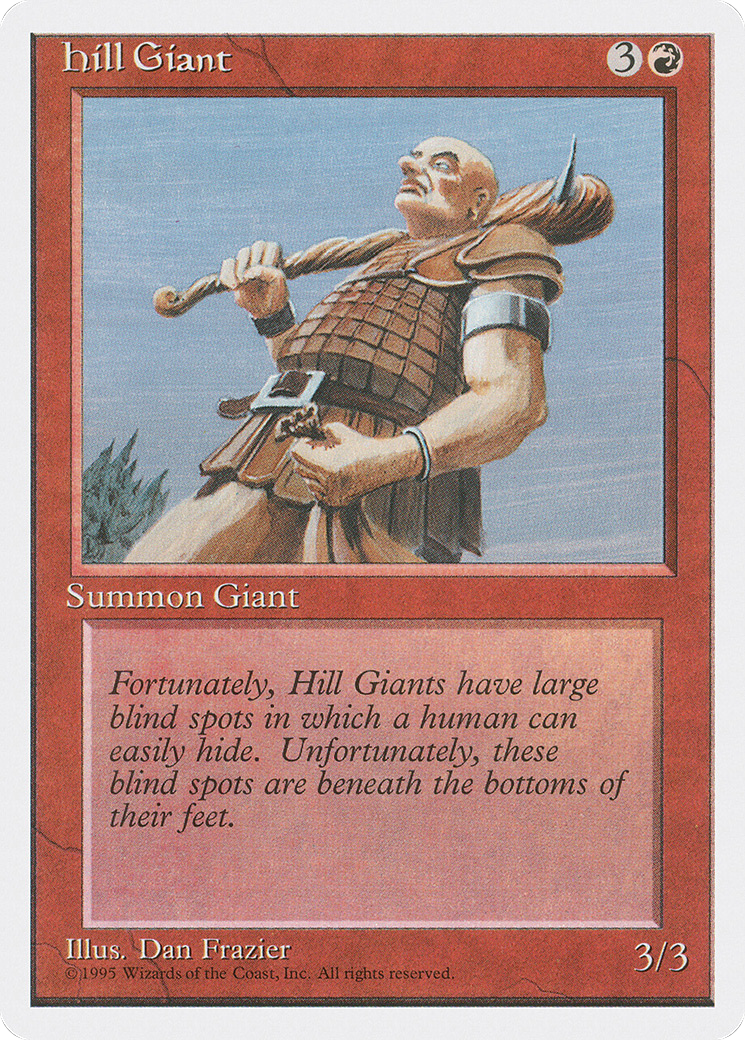 Hill Giant
3
Summon Giant
Fortunately, Hill Giants have large
blind spots in which a human can
easily hide. Unfortunately, these
blind spots are beneath the bottoms of
their feet.
Illus. Dan Frazier
3/3
©1995 Wizards of the Coast, Inc. All rights reserved.